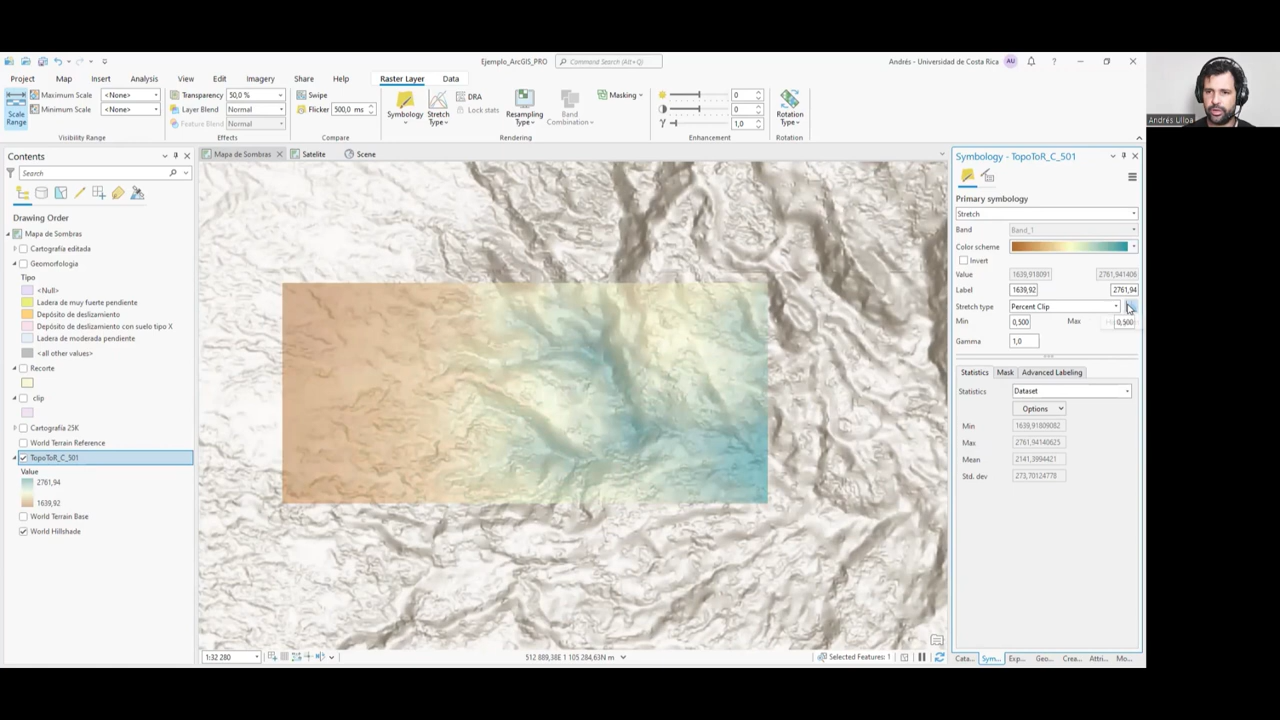 Ejemplo_ArcGIS_PRO
Command Search (Alt+Q)
Andrés - Universidad de Costa Rica
AU
?
Project
Map
Insert
Analysis
View
Edit
Imagery
Share
Help
Raster Layer
Data
Scale Range
Maximum Scale <None>
Minimum Scale <None>
Visibility Range
Transparency 50,0 %
Layer Blend Normal
Feature Blend Normal
Effects
Swipe
Flicker 500,0 ms
Compare
Symbology
Stretch Type
DRA
Lock stats
Resampling Type
Band Combination
Rendering
Masking
0
0
1,0
Enhancement
Rotation Type
Rotation
Andrés Ulloa
Contents
Search
Drawing Order
Mapa de Sombras
Cartografía editada
Geomorfologia
Tipo
<Null>
Ladera de muy fuerte pendiente
Depósito de deslizamiento
Depósito de deslizamiento con suelo tipo X
Ladera de moderada pendiente
<all other values>
Recorte
clip
Cartografía 25K
World Terrain Reference
TopoToR_C_501
Value
2761,94
1639,92
World Terrain Base
World Hillshade
Mapa de Sombras
Satelite
Scene
1:32 280
512 889,38E 1 105 284,63N m
Selected Features: 1
Symbology - TopoToR_C_501
Primary symbology
Stretch
Band Band_1
Color scheme
Invert
Value 1639,918091 2761,941406
Label 1639,92 2761,94
Stretch type Percent Clip
Min 0,500 Max 0,500
Gamma 1,0
Statistics
Mask
Advanced Labeling
Statistics Dataset
Options
Min 1639,91809082
Max 2761,94140625
Mean 2141,3994421
Std. dev 273,70124778
Cata...
Sym...
Exp...
Geo...
Crea...
Attri...
Mo...